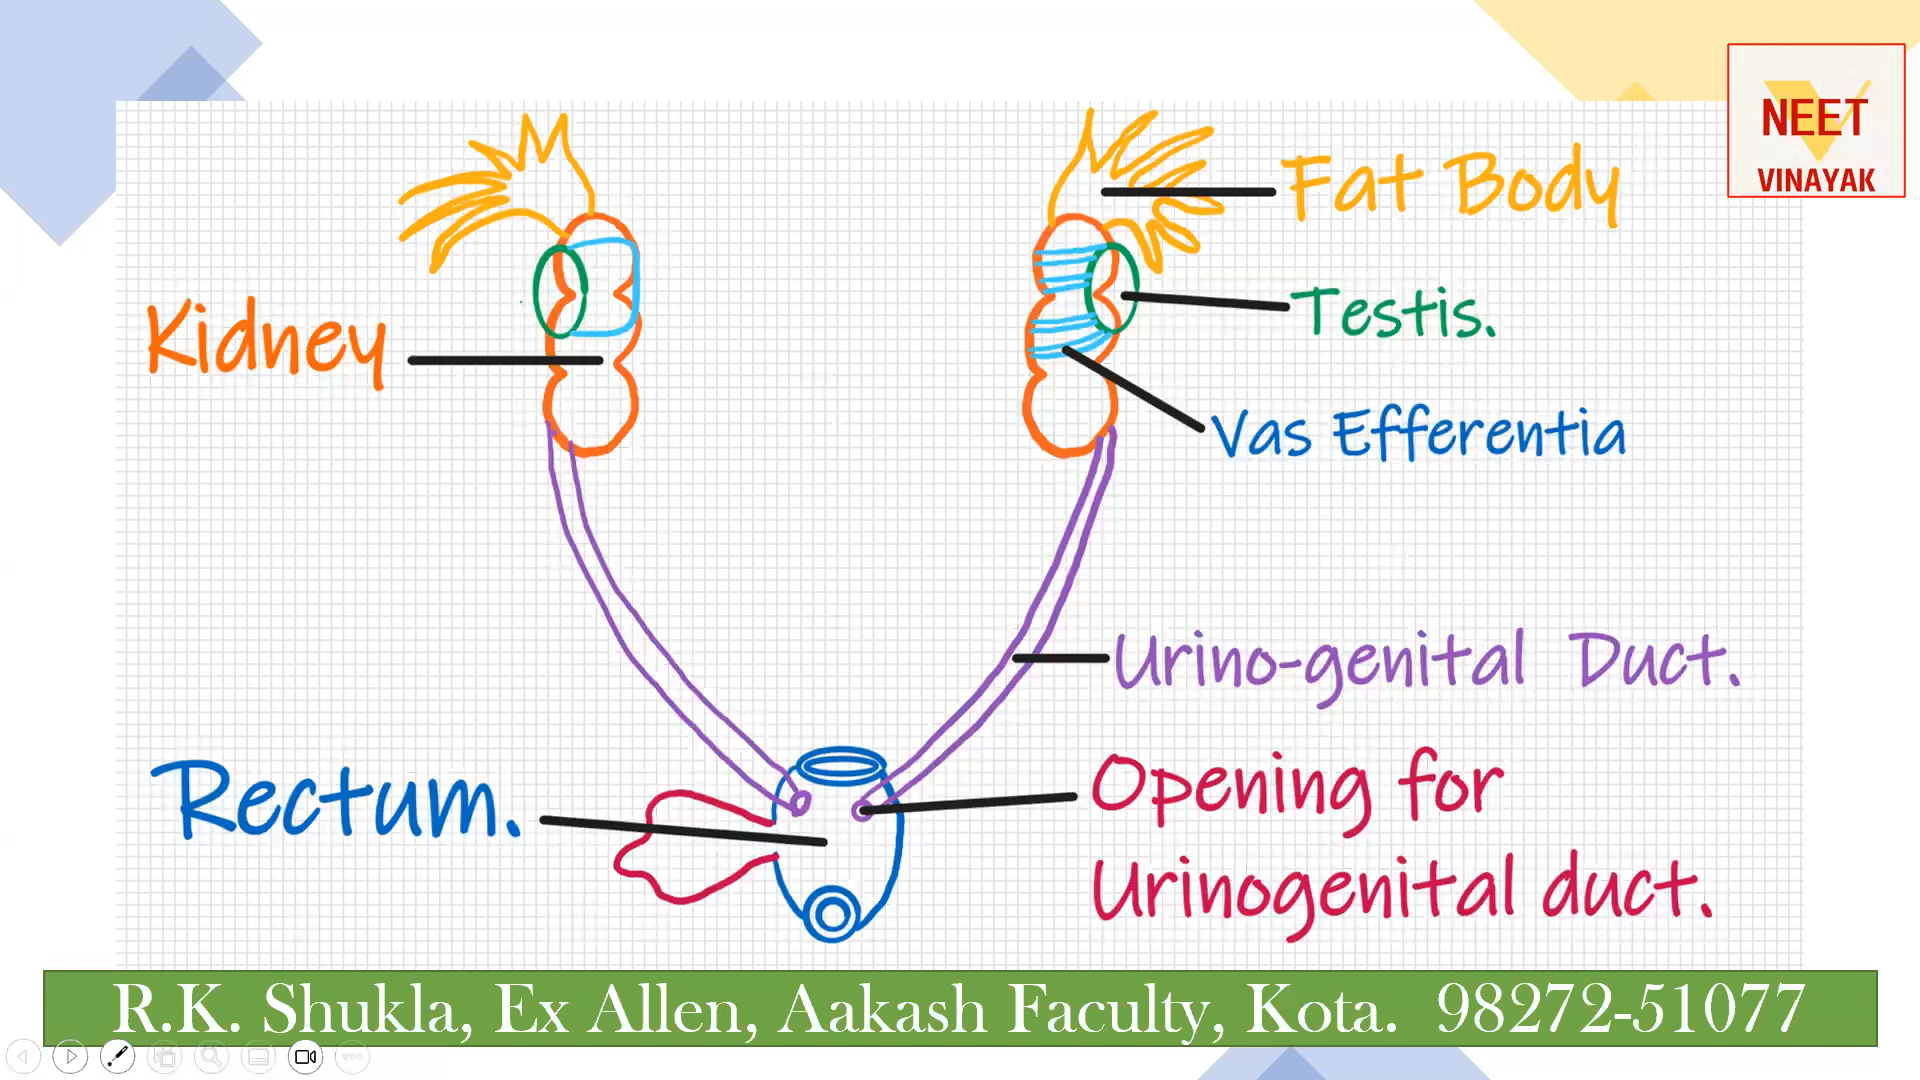 NEET
VINAYAK
Fat Body
Testis.
Kidney
Vas Efferentia
Urino-genital Duct.
Rectum.
Opening for
Urinogenital duct.
R.K. Shukla, Ex Allen, Aakash Faculty, Kota. 98272-51077